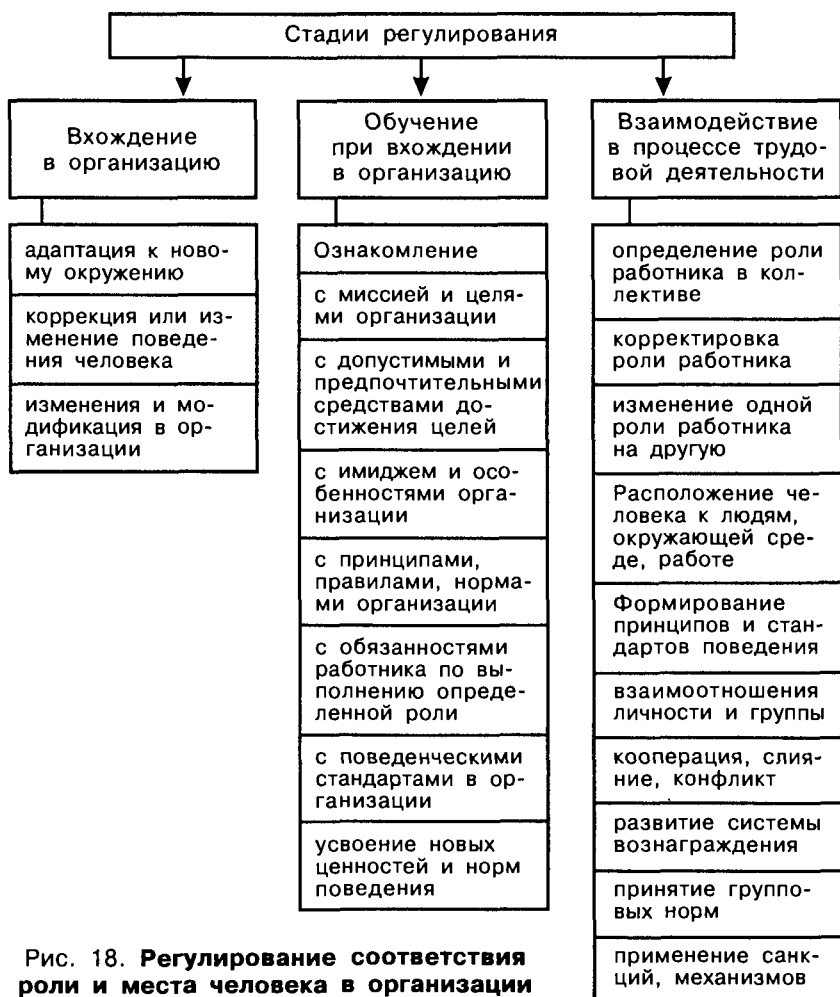 Стадии регулирования
Вхождение
в организацию
адаптация к ново-
му окружению
коррекция или из-
менение поведе-
ния человека
изменения и мо-
дификация в ор-
ганизации
Обучение
при вхождении
в организацию
Ознакомление
с миссией и целя-
ми организации
с допустимыми и
предпочтительными
средствами до-
стижения целей
с имиджем и осо-
бенностями орга-
низации
с принципами,
правилами, норма-
ми организации
с обязанностями
работника по вы-
полнению опреде-
ленной роли
с поведенческими
стандартами в ор-
ганизации
усвоение новых
ценностей и норм
поведения
Взаимодействие
в процессе трудо-
вой деятельности
определение роли
работника в кол-
лективе
корректировка
роли работника
изменение одной
роли работника
на другую
Расположение че-
ловека к людям,
окружающей сре-
де, работе
Формирование
принципов и стан-
дартов поведения
взаимоотношения
личности и группы
кооперация, слия-
ние, конфликт
развитие системы
вознаграждения
принятие группо-
вых норм
применение санк-
ций, механизмов
Рис. 18. Регулирование соответствия
роли и места человека в организации